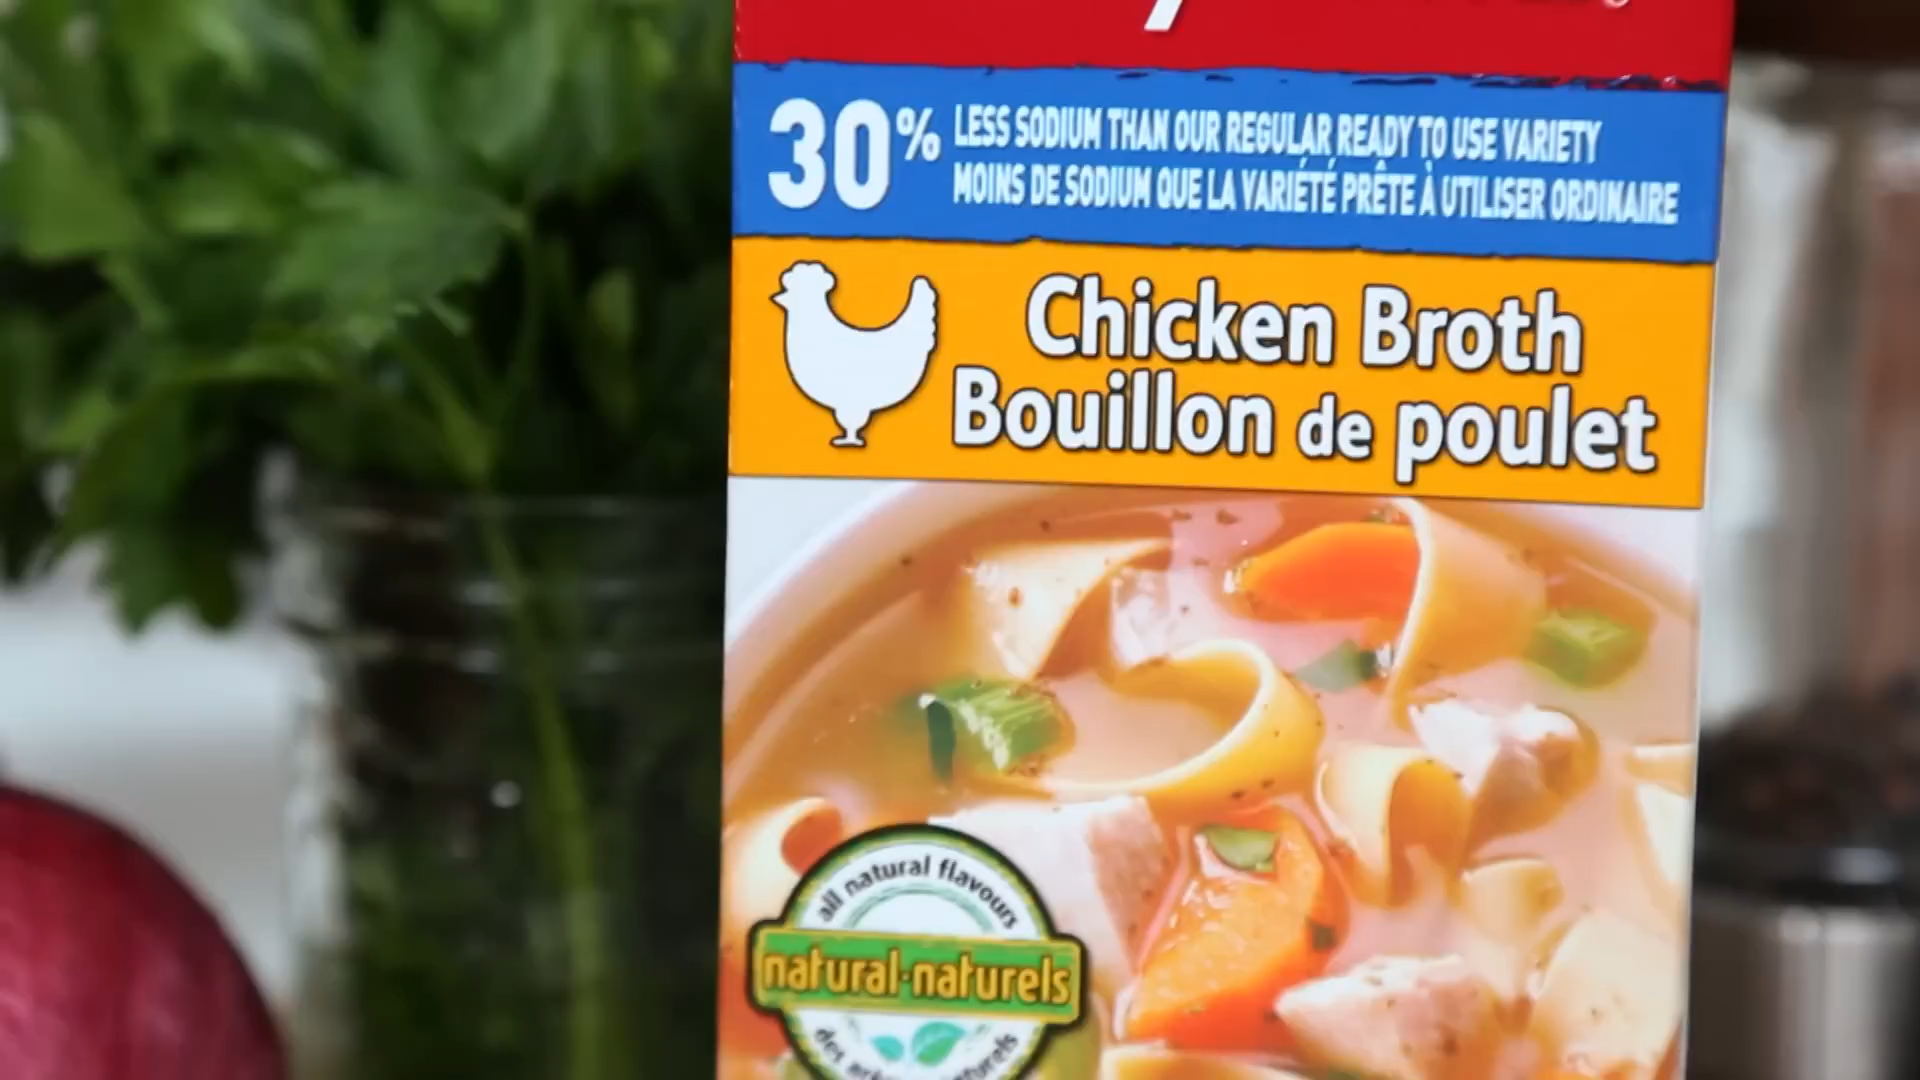 30%
LESS SODIUM THAN OUR REGULAR READY TO USE VARIETY
MOINS DE SODIUM QUE LA VARIÉTÉ PRÊTE À UTILISER ORDINAIRE
Chicken Broth
Bouillon de poulet
all natural flavours
natural·naturels